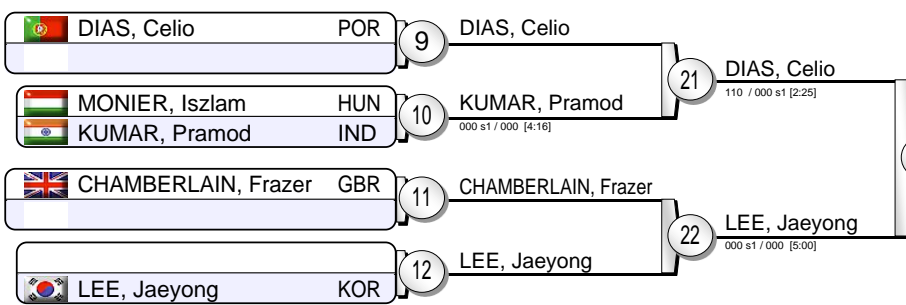 DIAS, Celio POR
9
DIAS, Celio
MONIER, Iszlam HUN
KUMAR, Pramod IND
10
KUMAR, Pramod
000 s1 / 000 [4:16]
21
DIAS, Celio
110 / 000 s1 [2:25]
CHAMBERLAIN, Frazer GBR
11
CHAMBERLAIN, Frazer
LEE, Jaeyong KOR
12
LEE, Jaeyong
22
LEE, Jaeyong
000 s1 / 000 [5:00]